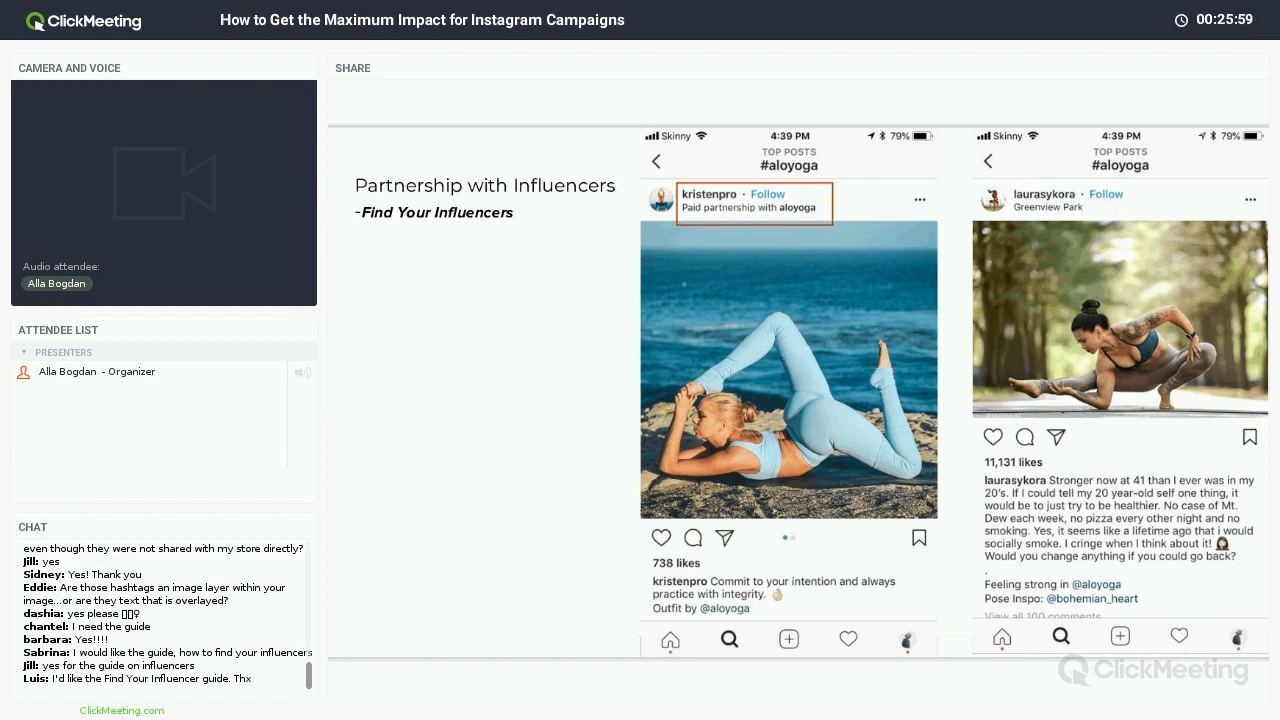 ClickMeeting
How to Get the Maximum Impact for Instagram Campaigns
00:25:59
CAMERA AND VOICE
Audio attendee:
Alla Bogdan
ATTENDEE LIST
PRESENTERS
Alla Bogdan - Organizer
CHAT
even though they were not shared with my store directly?
Jill: yes
Sidney: Yes! Thank you
Eddie: Are those hashtags an image layer within your
image...or are they text that is overlayed?
dashia: yes please
chantel: I need the guide
barbara: Yes!!!!
Sabrina: I would like the guide, how to find your influencers
Jill: yes for the guide on influencers
Luis: I'd like the Find Your Influencer guide. Thx
ClickMeeting.com
SHARE
Partnership with Influencers
-Find Your Influencers
Skinny 4:39 PM 79%
TOP POSTS
#aloyoga
kristenpro · Follow
Paid partnership with aloyoga
738 likes
kristenpro Commit to your intention and always
practice with integrity. 👌🏼
Outfit by @aloyoga
Skinny 4:39 PM 79%
TOP POSTS
#aloyoga
laurasykora · Follow
Greenview Park
11,131 likes
laurasykora Stronger now at 41 than I ever was in my
20's. If I could tell my 20 year-old self one thing, it
would be to just try to be healthier. No case of Mt.
Dew each week, no pizza every other night and no
smoking. Yes, it seems like a lifetime ago that i would
socially smoke. I cringe when I think about it! 🤦🏻‍♀️
Would you change anything if you could go back?
.
Feeling strong in @aloyoga
Pose Inspo: @bohemian_heart
View all 100 comments
ClickMeeting